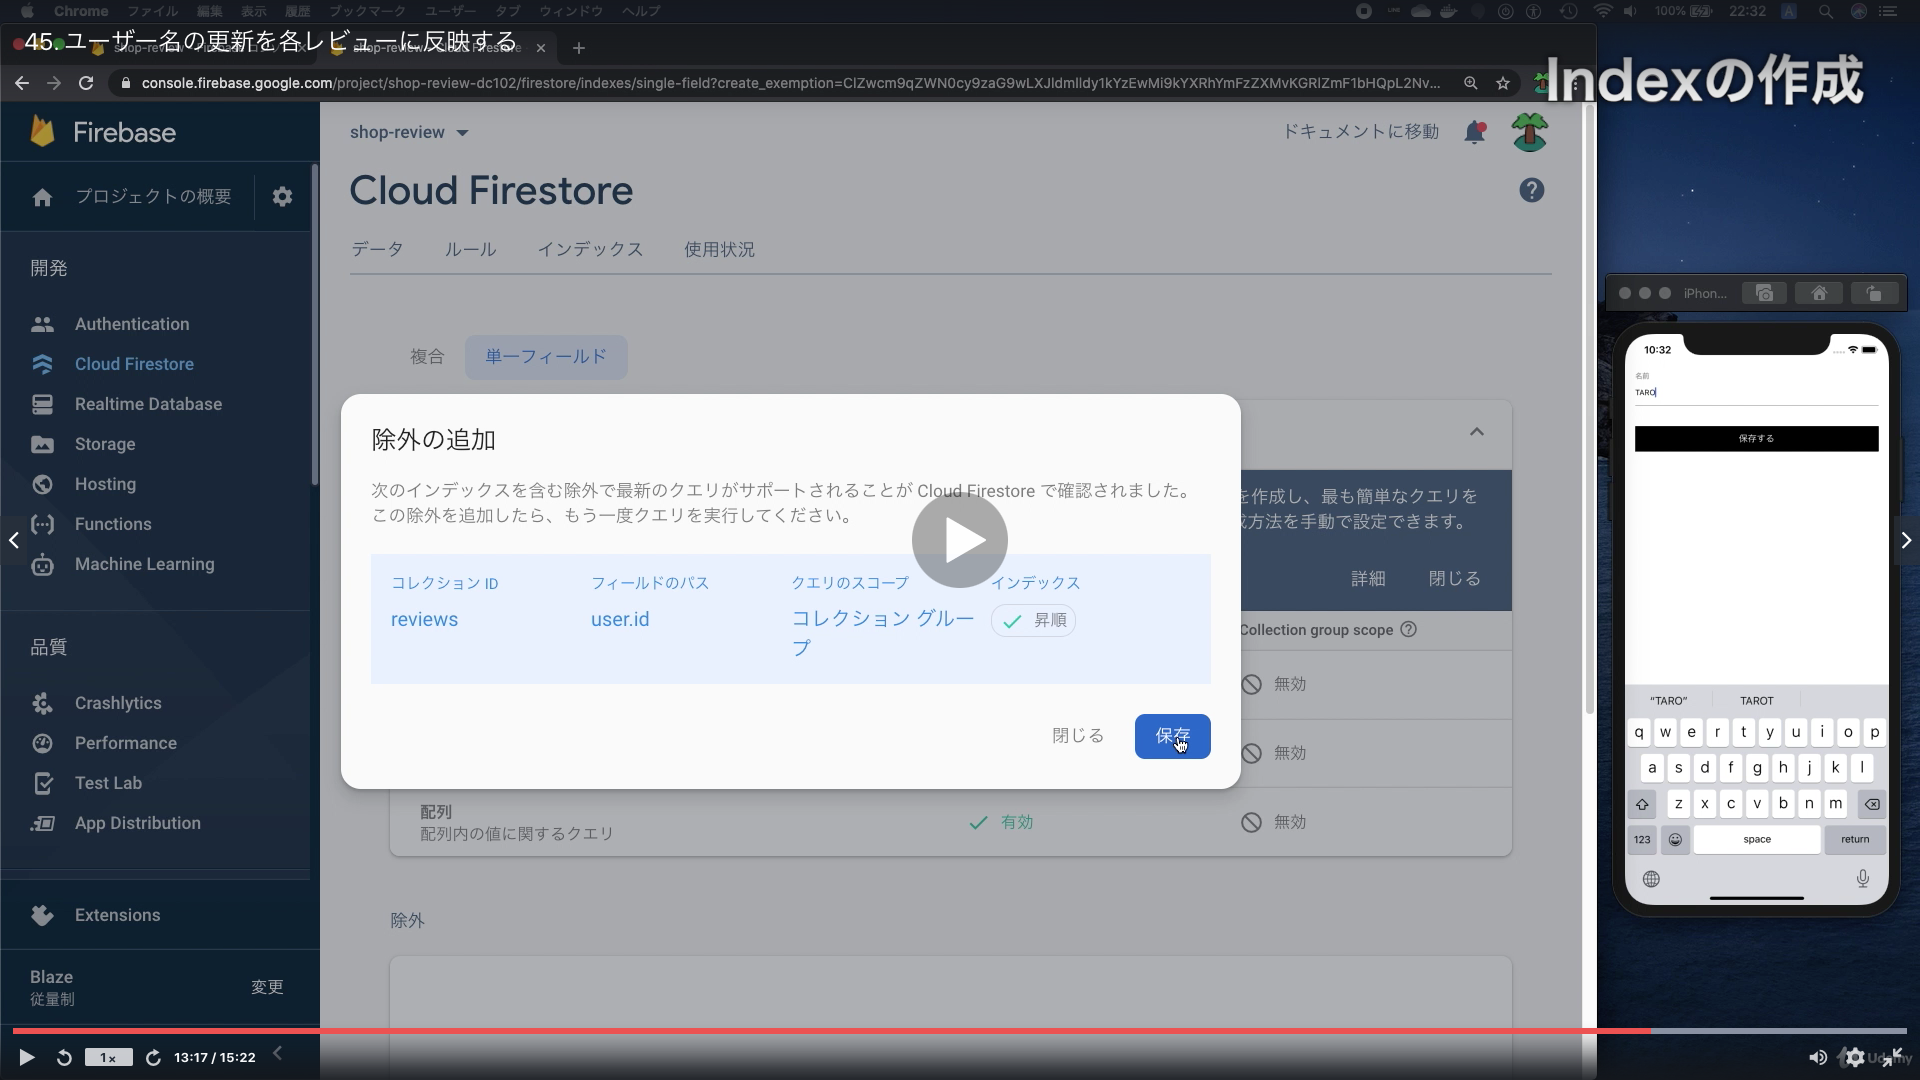 Chrome ファイル 編集 表示 履歴 ブックマーク ユーザー タブ ウィンドウ ヘルプ
100% 22:32
45. ユーザー名の更新を各レビューに反映する
Indexの作成
console.firebase.google.com/project/shop-review-dc102/firestore/indexes/single-field?create_exemption=ClZwcm9qZWN0cy9zaG9wLXJldmlldy1kYzEwMi9kYXRhYmFzZXMvKGRlZmF1bHQpL2Nv...
Firebase
プロジェクトの概要
開発
Authentication
Cloud Firestore
Realtime Database
Storage
Hosting
Functions
Machine Learning
品質
Crashlytics
Performance
Test Lab
App Distribution
Extensions
Blaze
従量制
変更
shop-review
ドキュメントに移動
Cloud Firestore
データ ルール インデックス 使用状況
複合 単一フィールド
を作成し、最も簡単なクエリを
成方法を手動で設定できます。
詳細 閉じる
Collection group scope
無効
無効
配列
配列内の値に関するクエリ
有効
無効
除外
除外の追加
次のインデックスを含む除外で最新のクエリがサポートされることが Cloud Firestore で確認されました。
この除外を追加したら、もう一度クエリを実行してください。
コレクション ID フィールドのパス クエリのスコープ インデックス
reviews user.id コレクション グループ 昇順
閉じる 保存
iPhon...
10:32
名前
TARO
保存する
“TARO” TAROT
q w e r t y u i o p
a s d f g h j k l
z x c v b n m
123 space return
1x 13:17 / 15:22
Udemy